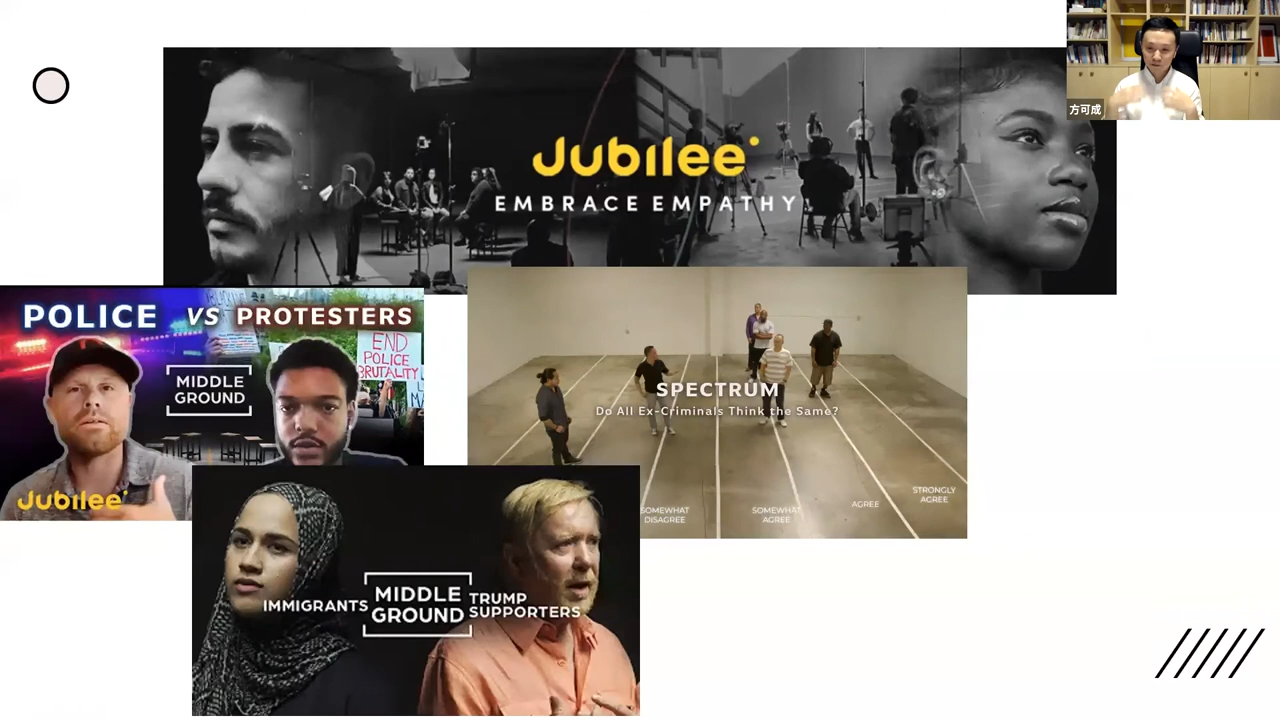 方可成
Jubilee
EMBRACE EMPATHY
POLICE VS PROTESTERS
END
POLICE
BRUTALITY
MIDDLE
GROUND
Jubilee
SPECTRUM
Do All Ex-Criminals Think the Same?
SOMEWHAT
DISAGREE
SOMEWHAT
AGREE
AGREE
STRONGLY
AGREE
IMMIGRANTS
MIDDLE
GROUND
TRUMP
SUPPORTERS